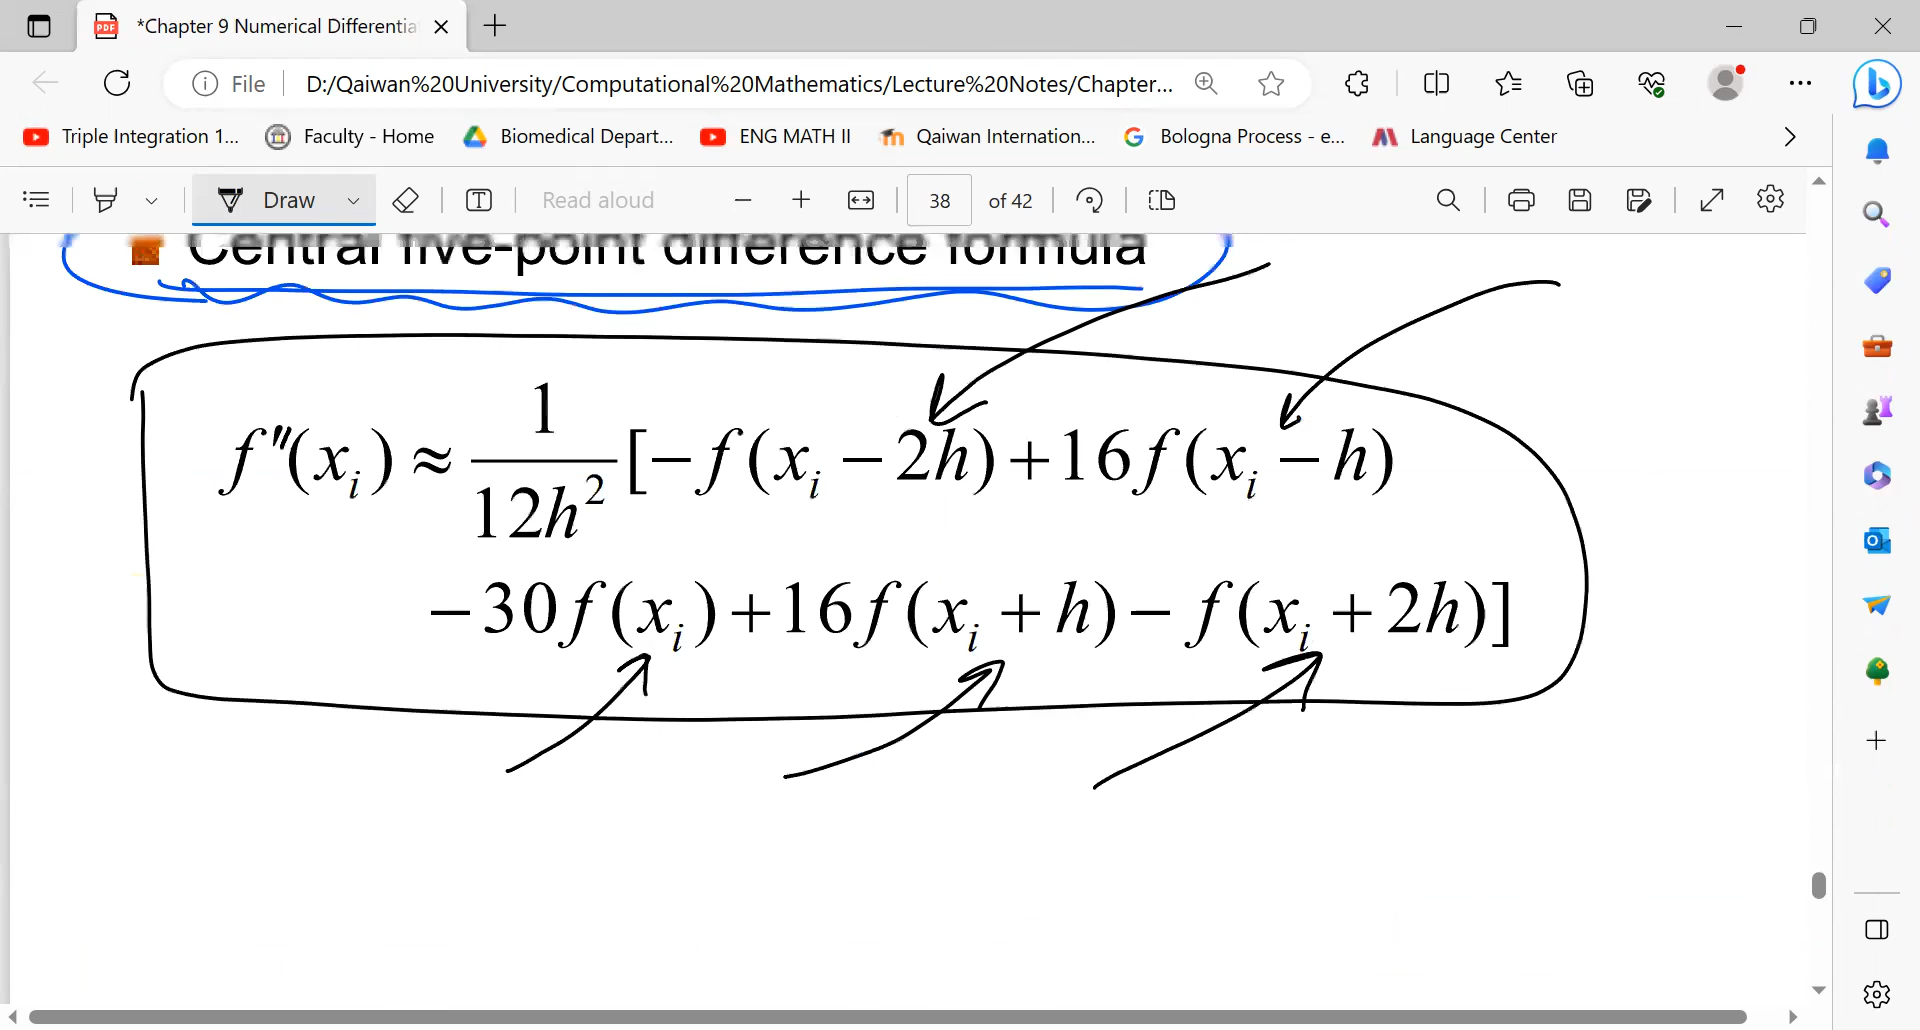 *Chapter 9 Numerical Differentia
File D:/Qaiwan%20University/Computational%20Mathematics/Lecture%20Notes/Chapter...
Triple Integration 1... Faculty - Home Biomedical Depart... ENG MATH II Qaiwan Internation... Bologna Process - e... Language Center
Draw Read aloud 38 of 42
Central five-point difference formula
f"(xᵢ) ≈ 1/12h² [−f(xᵢ − 2h) + 16f(xᵢ − h)
− 30f(xᵢ) + 16f(xᵢ + h) − f(xᵢ + 2h)]